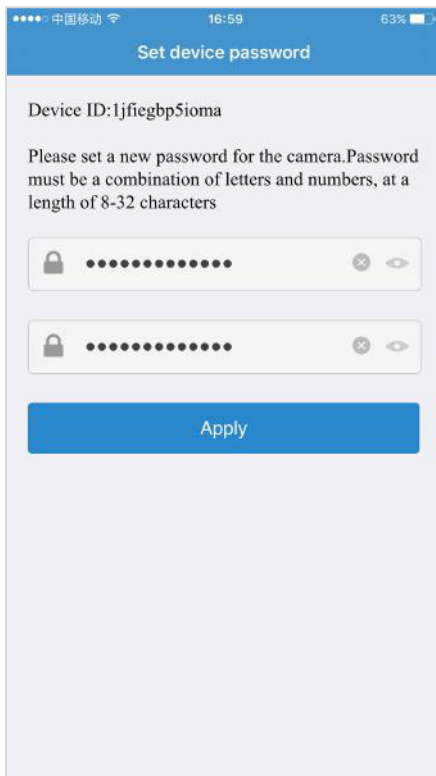 中国移动 16:59 63%
Set device password
Device ID:1jfiegbp5ioma
Please set a new password for the camera.Password
must be a combination of letters and numbers, at a
length of 8-32 characters
•••••••••••••
•••••••••••••
Apply